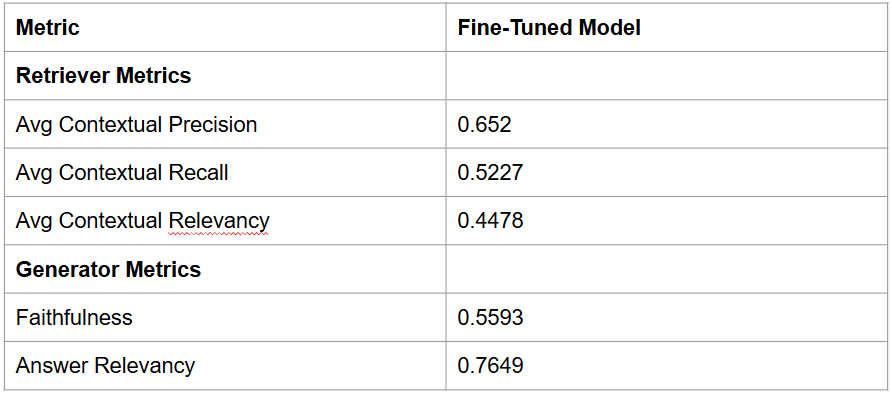 Metric Fine-Tuned Model
Retriever Metrics
Avg Contextual Precision 0.652
Avg Contextual Recall 0.5227
Avg Contextual Relevancy 0.4478
Generator Metrics
Faithfulness 0.5593
Answer Relevancy 0.7649